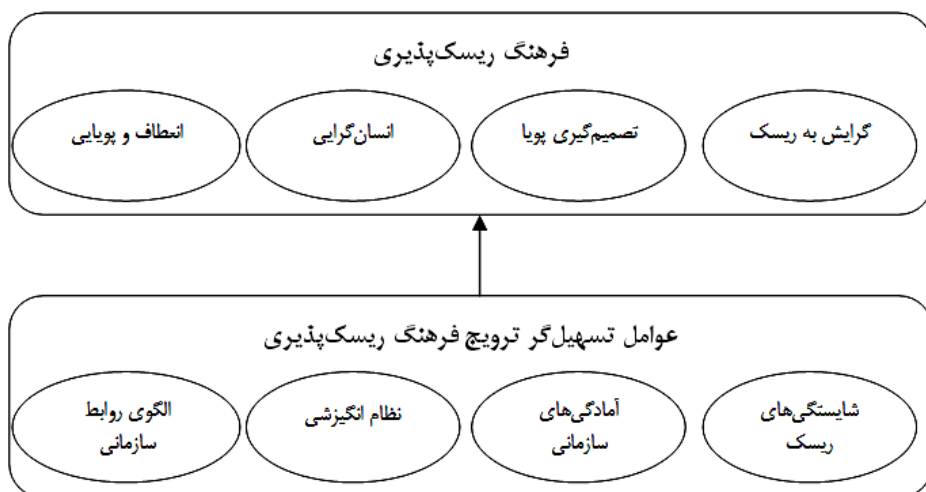 فرهنگ ریسک‌پذیری
گرایش به ریسک
تصمیم‌گیری پویا
انسان‌گرایی
انعطاف و پویایی
عوامل تسهیل‌گر ترویج فرهنگ ریسک‌پذیری
شایستگی‌های
ریسک
آمادگی‌های
سازمانی
نظام انگیزشی
الگوی روابط
سازمانی